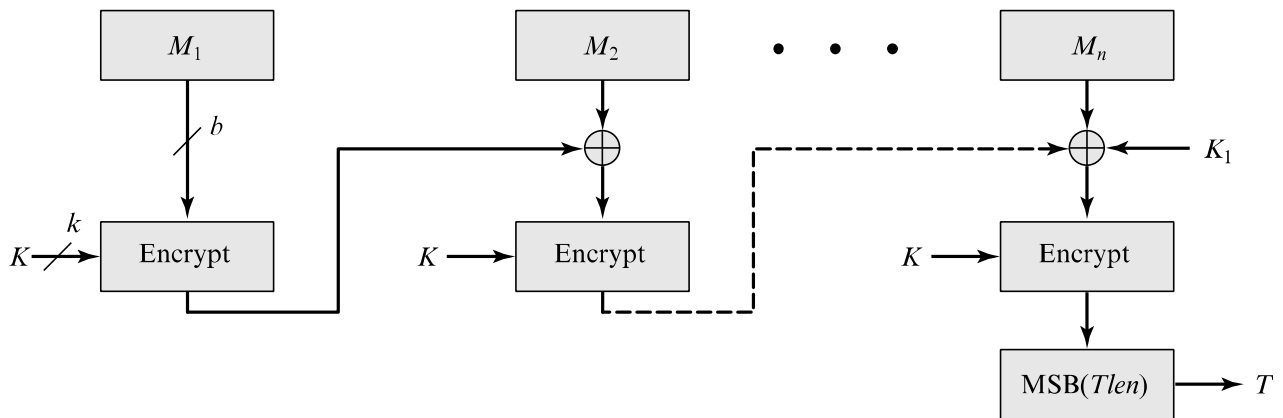 M₁
M₂
• • •
Mₙ
b
K₁
k
K
Encrypt
K
Encrypt
K
Encrypt
MSB(Tlen)
T